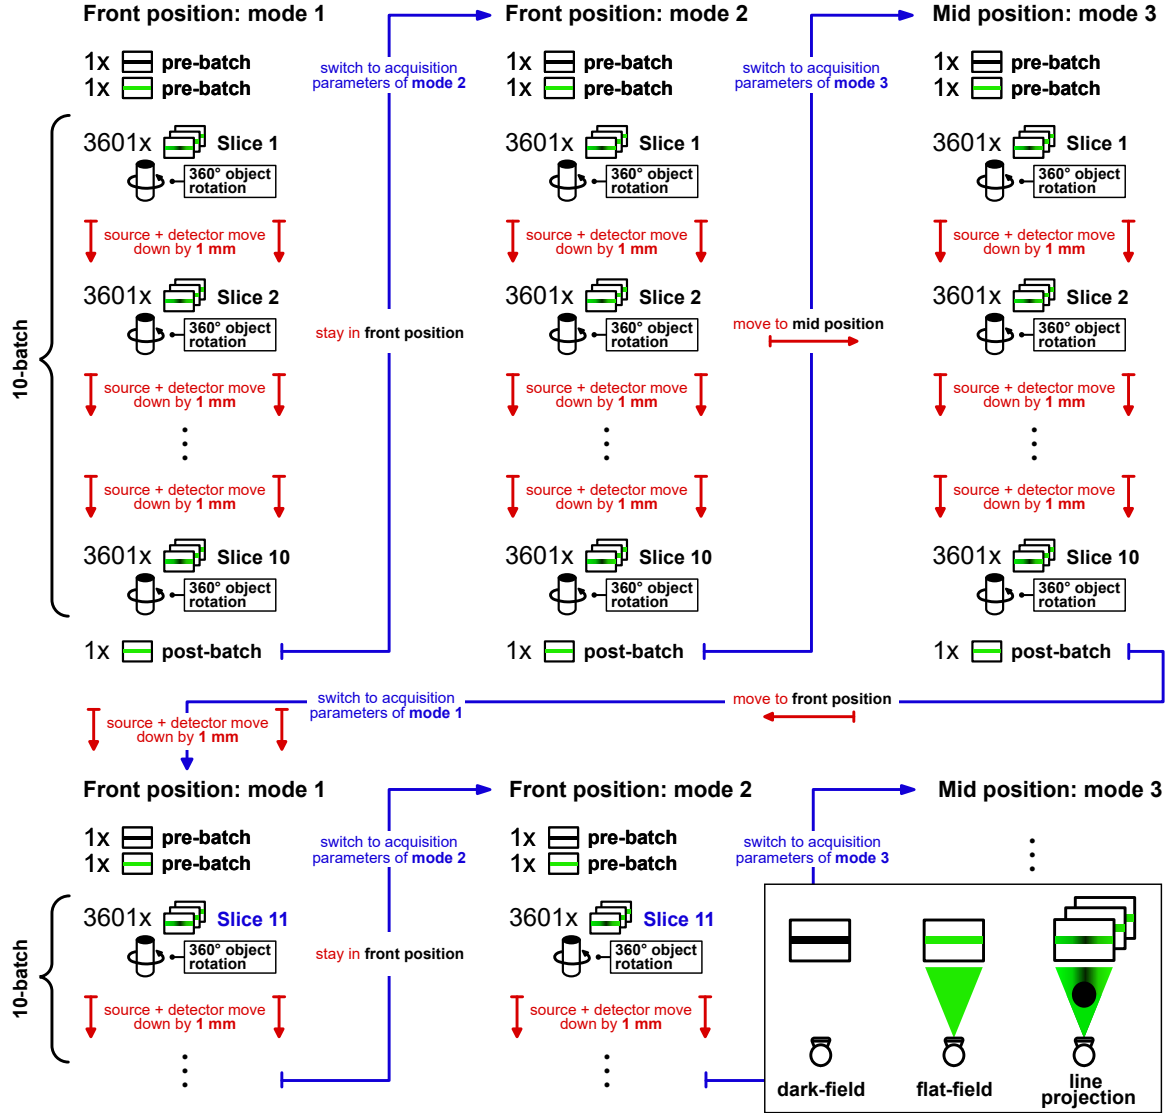 Front position: mode 1
1x pre-batch
1x pre-batch
10-batch
3601x Slice 1
360° object
rotation
source + detector move
down by 1 mm
3601x Slice 2
360° object
rotation
source + detector move
down by 1 mm
source + detector move
down by 1 mm
3601x Slice 10
360° object
rotation
1x post-batch
switch to acquisition
parameters of mode 2
stay in front position
Front position: mode 2
1x pre-batch
1x pre-batch
3601x Slice 1
360° object
rotation
source + detector move
down by 1 mm
3601x Slice 2
360° object
rotation
source + detector move
down by 1 mm
source + detector move
down by 1 mm
3601x Slice 10
360° object
rotation
1x post-batch
switch to acquisition
parameters of mode 3
move to mid position
Mid position: mode 3
1x pre-batch
1x pre-batch
3601x Slice 1
360° object
rotation
source + detector move
down by 1 mm
3601x Slice 2
360° object
rotation
source + detector move
down by 1 mm
source + detector move
down by 1 mm
3601x Slice 10
360° object
rotation
1x post-batch
move to front position
switch to acquisition
parameters of mode 1
source + detector move
down by 1 mm
Front position: mode 1
1x pre-batch
1x pre-batch
10-batch
3601x Slice 11
360° object
rotation
source + detector move
down by 1 mm
switch to acquisition
parameters of mode 2
stay in front position
Front position: mode 2
1x pre-batch
1x pre-batch
3601x Slice 11
360° object
rotation
source + detector move
down by 1 mm
switch to acquisition
parameters of mode 3
Mid position: mode 3
dark-field
flat-field
line
projection